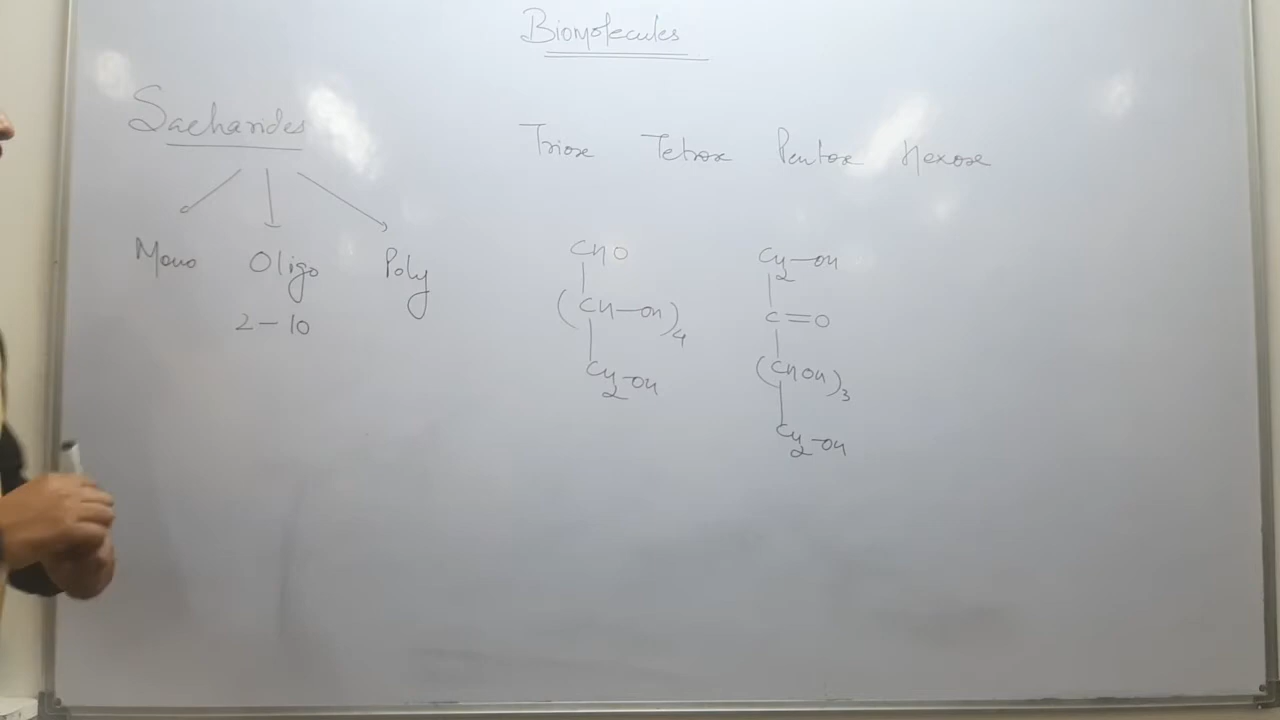 Biomolecules
Sacharides
Mono Oligo Poly
2-10
Triose Tetrose Pentose Hexose
CHO
(CH-OH)4
CH2-OH
CH2-OH
C=O
(CHOH)3
CH2-OH